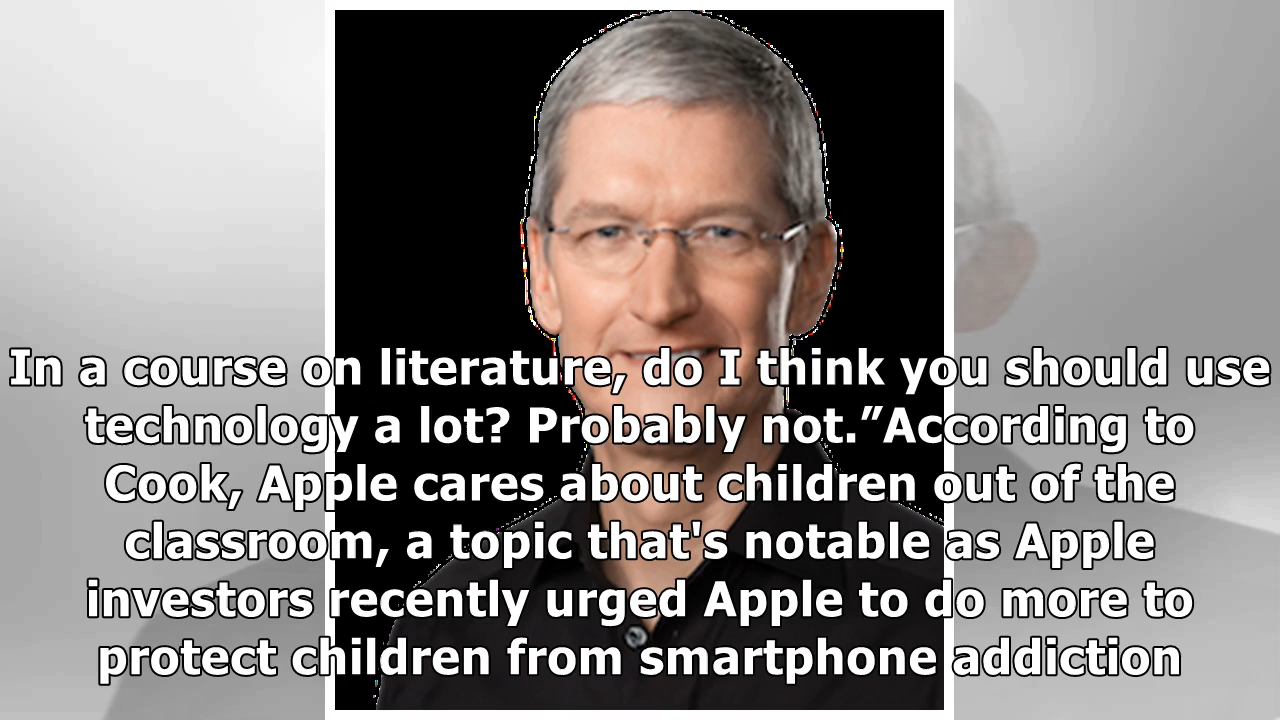 In a course on literature, do I think you should use
technology a lot? Probably not.”According to
Cook, Apple cares about children out of the
classroom, a topic that's notable as Apple
investors recently urged Apple to do more to
protect children from smartphone addiction